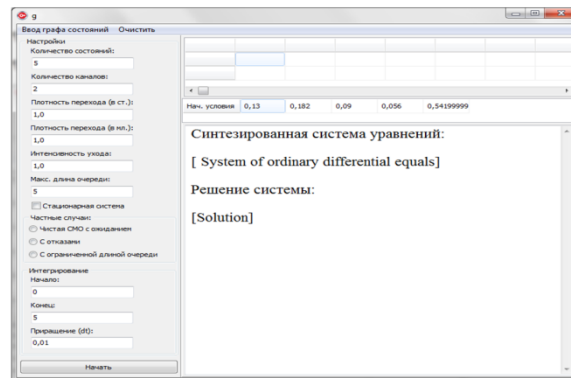 g
Ввод графа состояний Очистить
Настройки
Количество состояний:
5
Количество каналов:
2
Плотность перехода (в ст.):
1,0
Плотность перехода (в мл.):
1,0
Интенсивность ухода:
1,0
Макс. длина очереди:
5
Стационарная система
Частные случаи:
Чистая СМО с ожиданием
С отказами
С ограниченной длиной очереди
Интегрирование
Начало:
0
Конец:
5
Приращение (dt):
0,01
Начать
Нач. условия 0,13 0,182 0,09 0,056 0,54199999
Синтезированная система уравнений:
[ System of ordinary differential equals]
Решение системы:
[Solution]